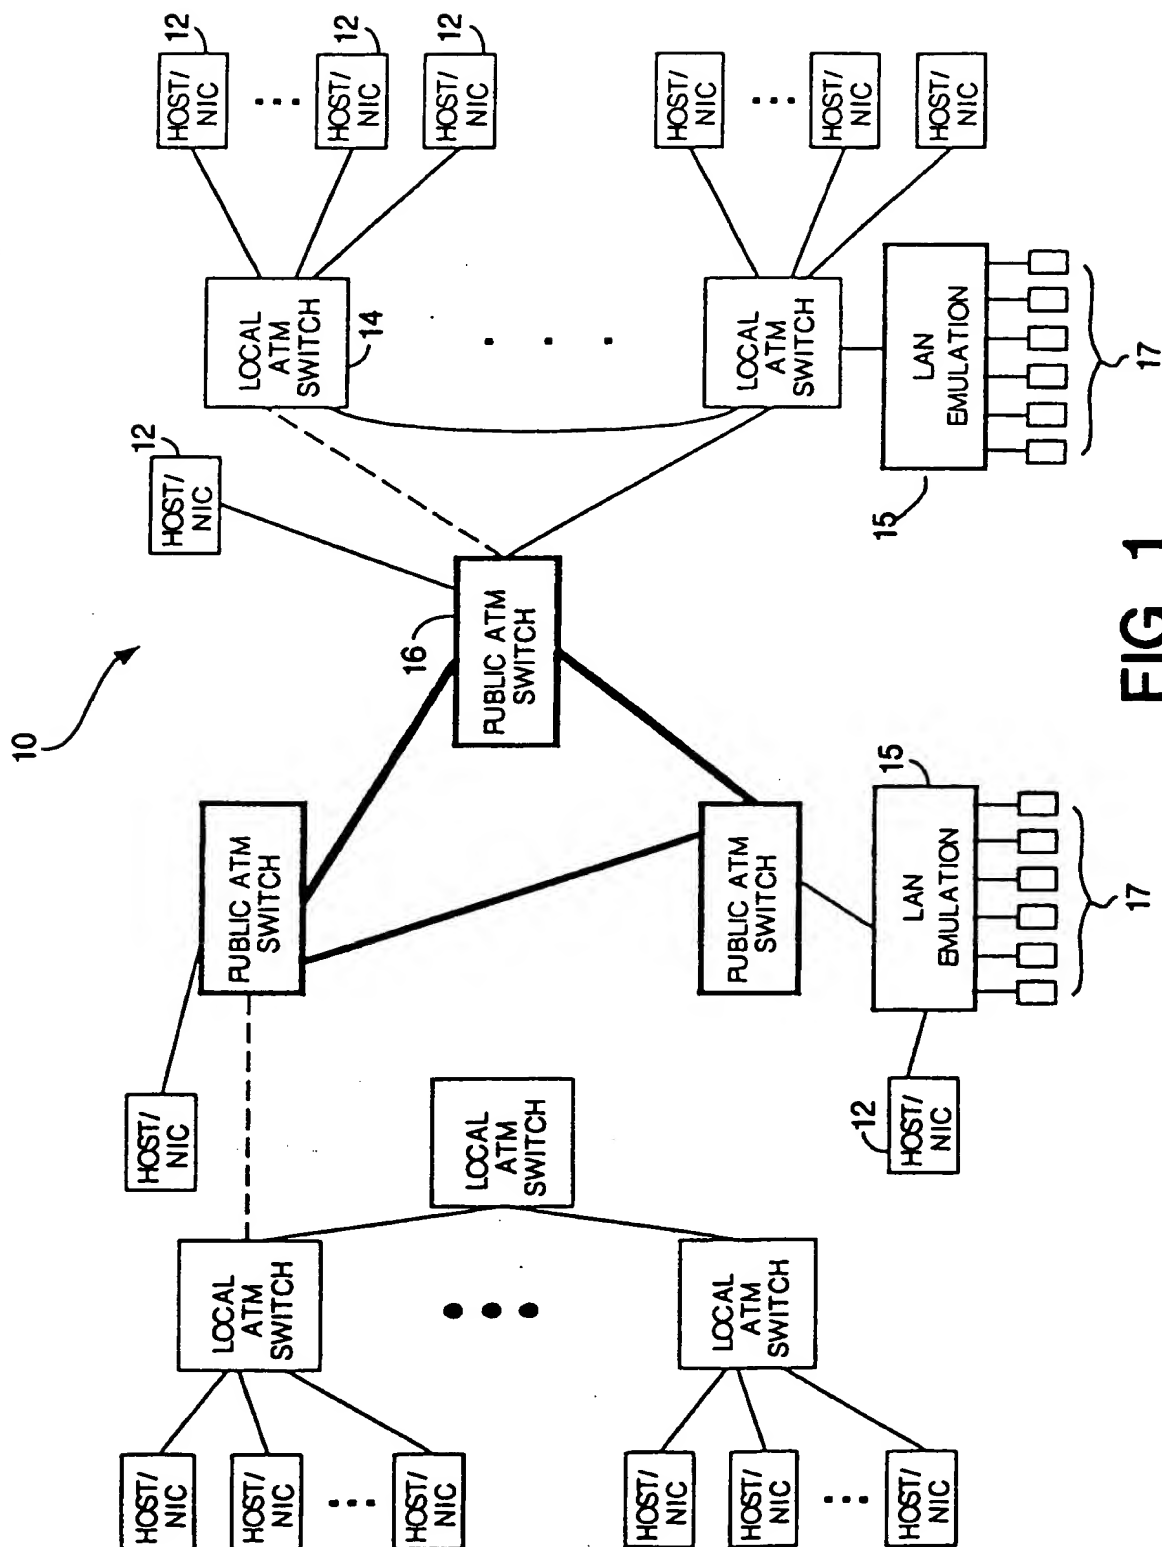 10
HOST/
NIC
HOST/
NIC
12
HOST/
NIC
12
HOST/
NIC
HOST/
NIC
LOCAL
ATM
SWITCH
PUBLIC ATM
SWITCH
LOCAL
ATM
SWITCH
14
12
HOST/
NIC
HOST/
NIC
LOCAL
ATM
SWITCH
16
PUBLIC ATM
SWITCH
12
HOST/
NIC
HOST/
NIC
HOST/
NIC
HOST/
NIC
LOCAL
ATM
SWITCH
PUBLIC ATM
SWITCH
LOCAL
ATM
SWITCH
HOST/
NIC
HOST/
NIC
12
HOST/
NIC
15
LAN
EMULATION
15
LAN
EMULATION
HOST/
NIC
17
17
FIG 1